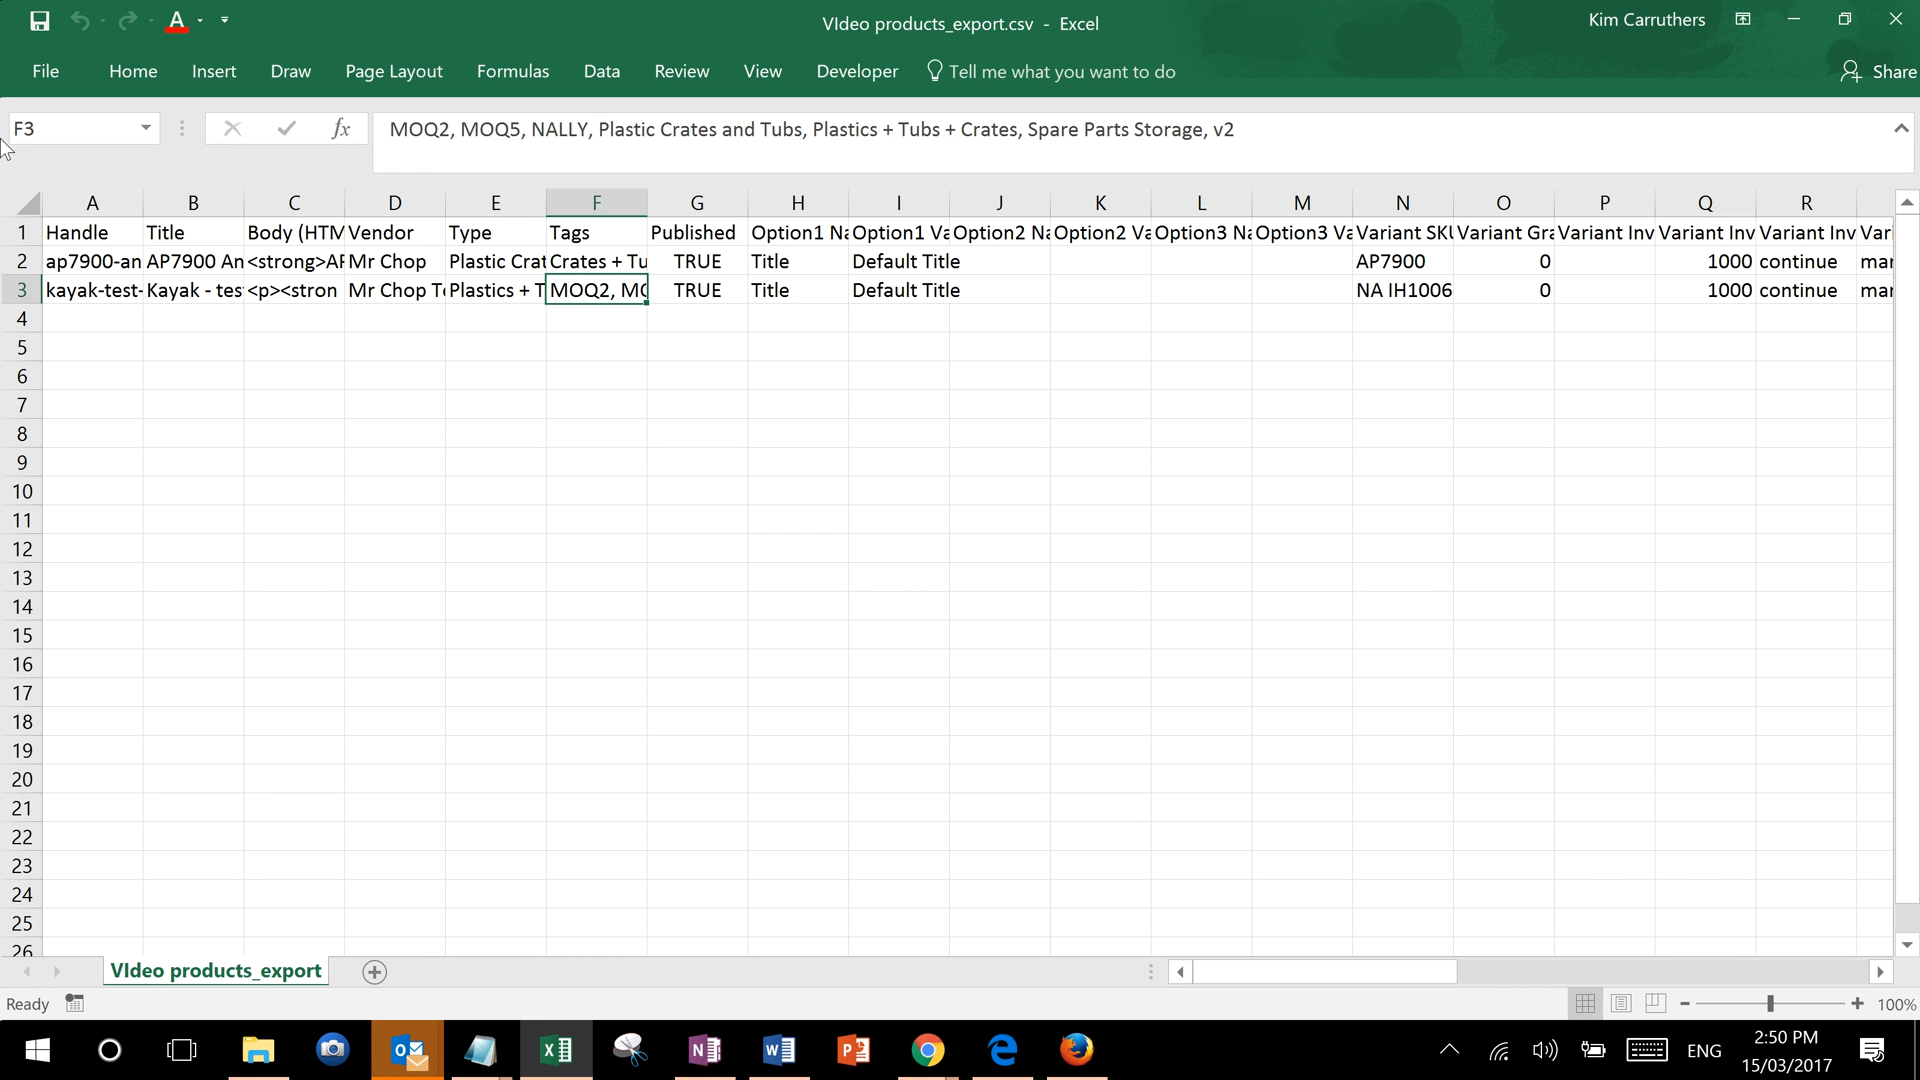 VIdeo products_export.csv - Excel
Kim Carruthers
File Home Insert Draw Page Layout Formulas Data Review View Developer Tell me what you want to do Share
F3 fx MOQ2, MOQ5, NALLY, Plastic Crates and Tubs, Plastics + Tubs + Crates, Spare Parts Storage, v2
A B C D E F G H I J K L M N O P Q R
1 Handle Title Body (HTM Vendor Type Tags Published Option1 Na Option1 Va Option2 Na Option2 Va Option3 Na Option3 Va Variant SKU Variant Gra Variant Inv Variant Inv Variant Inv Vari
2 ap7900-an AP7900 An <strong>AP Mr Chop Plastic Crat Crates + Tu TRUE Title Default Title AP7900 0 1000 continue man
3 kayak-test- Kayak - test <p><stron Mr Chop To Plastics + T MOQ2, MO TRUE Title Default Title NA IH1006 0 1000 continue man
4
5
6
7
8
9
10
11
12
13
14
15
16
17
18
19
20
21
22
23
24
25
26
VIdeo products_export
Ready 100%
ENG 2:50 PM
15/03/2017